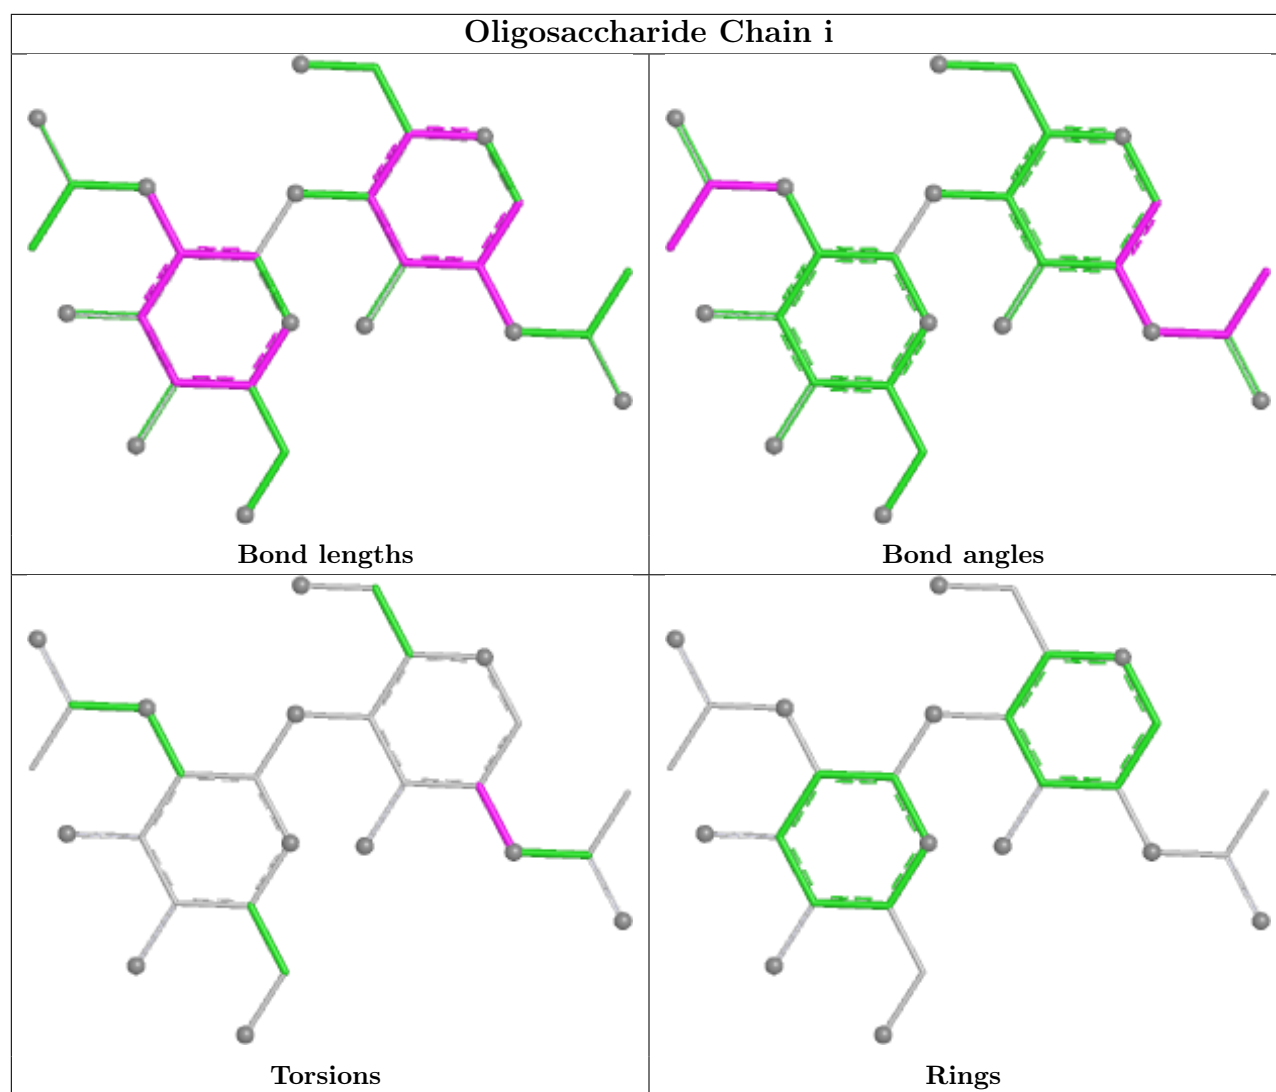 Oligosaccharide Chain i
Bond lengths
Bond angles
Torsions
Rings